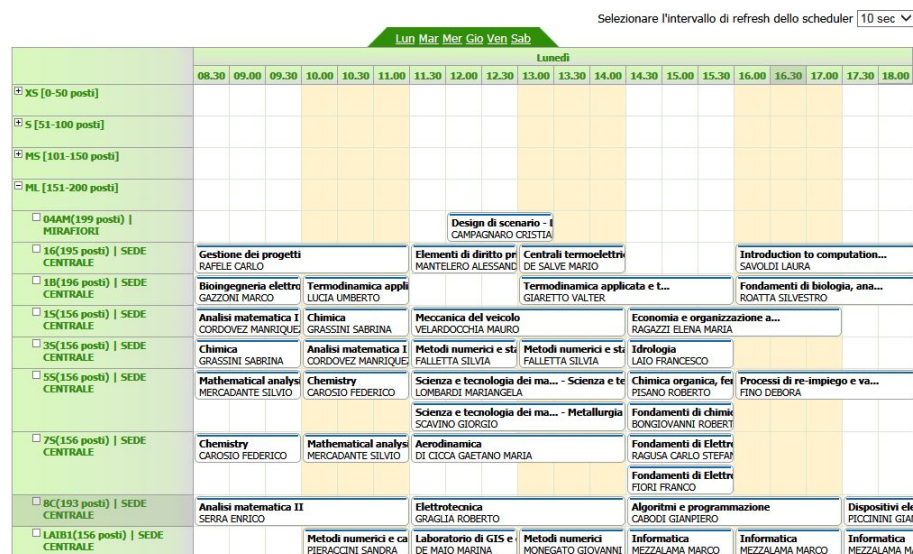 Selezionare l'intervallo di refresh dello scheduler 10 sec
Lun Mar Mer Gio Ven Sab
Lunedì
08.30 09.00 09.30 10.00 10.30 11.00 11.30 12.00 12.30 13.00 13.30 14.00 14.30 15.00 15.30 16.00 16.30 17.00 17.30 18.00
XS [0-50 posti]
S [51-100 posti]
MS [101-150 posti]
ML [151-200 posti]
04AM(199 posti) |
MIRAFIORI
Design di scenario -
CAMPAGNARO CRISTIA
16(195 posti) | SEDE
CENTRALE
Gestione dei progetti
RAFELE CARLO
Elementi di diritto pr
MANTELERO ALESSAND
Centrali termoelettri
DE SALVE MARIO
Introduction to computation...
SAVOLDI LAURA
1B(196 posti) | SEDE
CENTRALE
Bioingegneria elettro
GAZZONI MARCO
Termodinamica appli
LUCIA UMBERTO
Termodinamica applicata e t...
GIARETTO VALTER
Fondamenti di biologia, ana...
ROATTA SILVESTRO
1S(156 posti) | SEDE
CENTRALE
Analisi matematica I
CORDOVEZ MANRIQUEZ
Chimica
GRASSINI SABRINA
Meccanica del veicolo
VELARDOCCHIA MAURO
Economia e organizzazione a...
RAGAZZI ELENA MARIA
3S(156 posti) | SEDE
CENTRALE
Chimica
GRASSINI SABRINA
Analisi matematica I
CORDOVEZ MANRIQUEZ
Metodi numerici e sta
FALLETTA SILVIA
Metodi numerici e sta
FALLETTA SILVIA
Idrologia
LAIO FRANCESCO
5S(156 posti) | SEDE
CENTRALE
Mathematical analysi
MERCADANTE SILVIO
Chemistry
CAROSIO FEDERICO
Scienza e tecnologia dei ma... - Scienza e te
LOMBARDI MARIANGELA
Chimica organica, fer
PISANO ROBERTO
Processi di re-impiego e va...
FINO DEBORA
Scienza e tecnologia dei ma... - Metallurgia
SCAVINO GIORGIO
Fondamenti di chimic
BONGIOVANNI ROBERT
7S(156 posti) | SEDE
CENTRALE
Chemistry
CAROSIO FEDERICO
Mathematical analysi
MERCADANTE SILVIO
Aerodinamica
DI CICCA GAETANO MARIA
Fondamenti di Elettr
RAGUSA CARLO STEFAN
Fondamenti di Elettr
FIORI FRANCO
8C(193 posti) | SEDE
CENTRALE
Analisi matematica II
SERRA ENRICO
Elettrotecnica
GRAGLIA ROBERTO
Algoritmi e programmazione
CABODI GIANPIERO
Dispositivi ele
PICCININI GIAN
LAIB1(156 posti) | SEDE
CENTRALE
Metodi numerici e ca
PIERACCINI SANDRA
Laboratorio di GIS e
DE MAIO MARINA
Metodi numerici
MONEGATO GIOVANNI
Informatica
MEZZALAMA MARCO
Informatica
MEZZALAMA MARCO
Informatica
MEZZALAMA MA